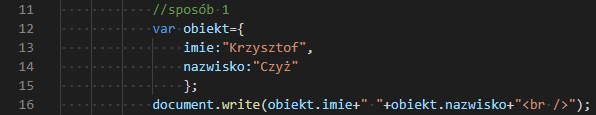 11 //sposób 1
12 var obiekt={
13 imie:"Krzysztof",
14 nazwisko:"Czyż"
15 };
16 document.write(obiekt.imie+" "+obiekt.nazwisko+"<br />");